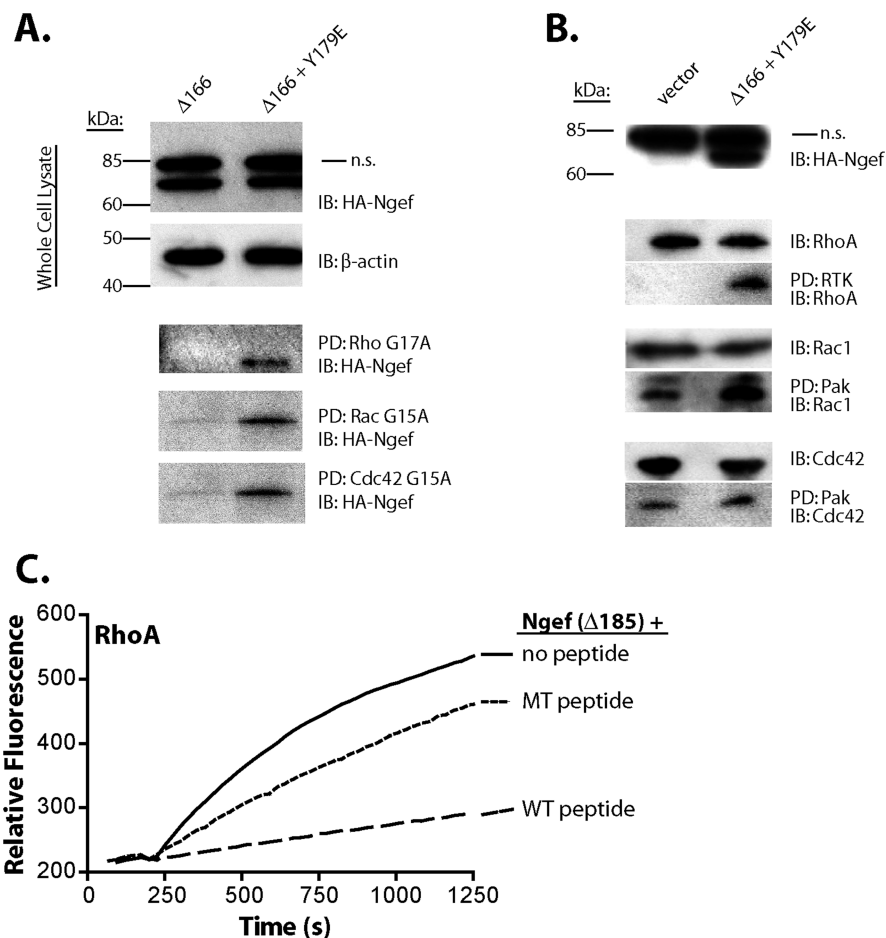 A.
Δ166
Δ166 + Y179E
kDa:
85
60
n.s.
IB: HA-Ngef
50
40
IB: β-actin
Whole Cell Lysate
PD: Rho G17A
IB: HA-Ngef
PD: Rac G15A
IB: HA-Ngef
PD: Cdc42 G15A
IB: HA-Ngef
B.
vector
Δ166 + Y179E
kDa:
85
60
n.s.
IB: HA-Ngef
IB: RhoA
PD: RTK
IB: RhoA
IB: Rac1
PD: Pak
IB: Rac1
IB: Cdc42
PD: Pak
IB: Cdc42
C.
RhoA
Relative Fluorescence
600
500
400
300
200
0 250 500 750 1000 1250
Time (s)
Ngef (Δ185) +
no peptide
MT peptide
WT peptide